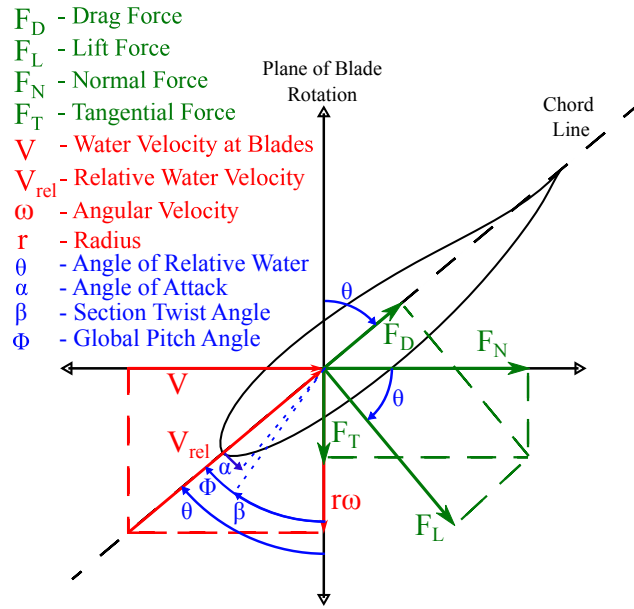 F_D - Drag Force
F_L - Lift Force
F_N - Normal Force
F_T - Tangential Force
V - Water Velocity at Blades
V_rel - Relative Water Velocity
ω - Angular Velocity
r - Radius
θ - Angle of Relative Water
α - Angle of Attack
β - Section Twist Angle
Φ - Global Pitch Angle
Plane of Blade
Rotation
Chord
Line
θ
F_D
F_N
V
θ
F_T
V_rel
α
Φ
β
θ
rω
F_L